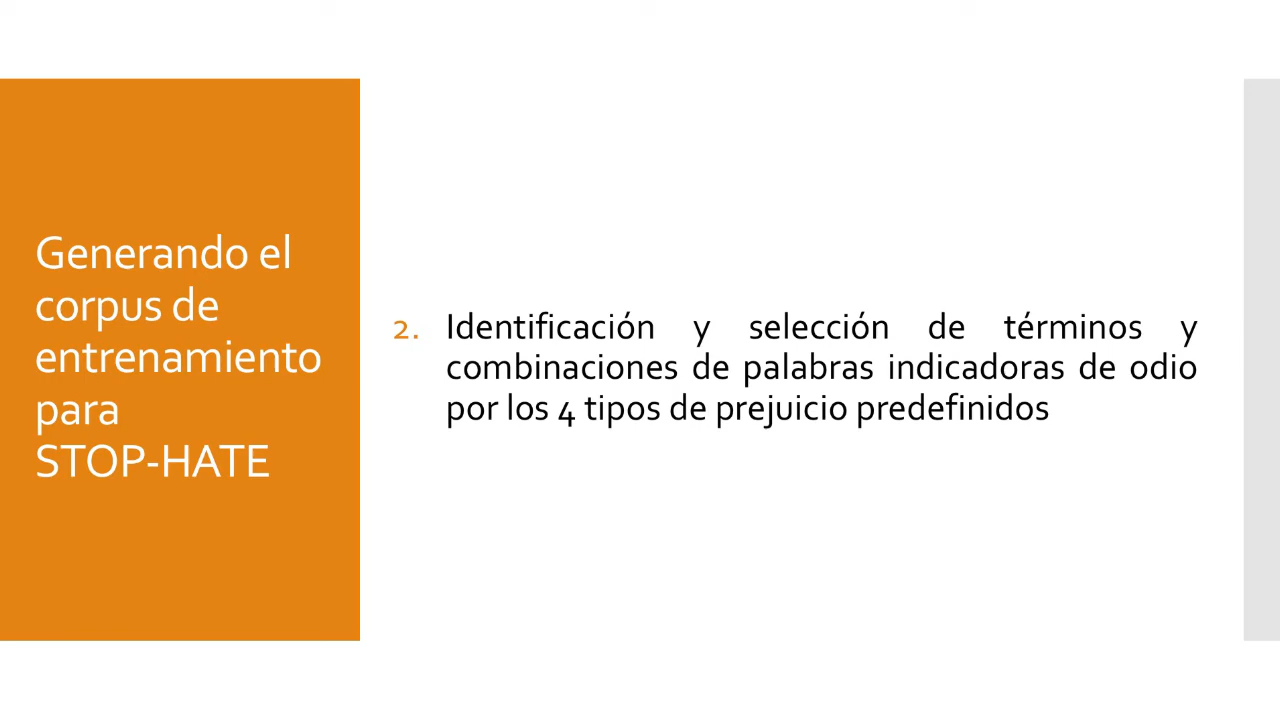 Generando el
corpus de
entrenamiento
para
STOP-HATE
2. Identificación y selección de términos y
combinaciones de palabras indicadoras de odio
por los 4 tipos de prejuicio predefinidos